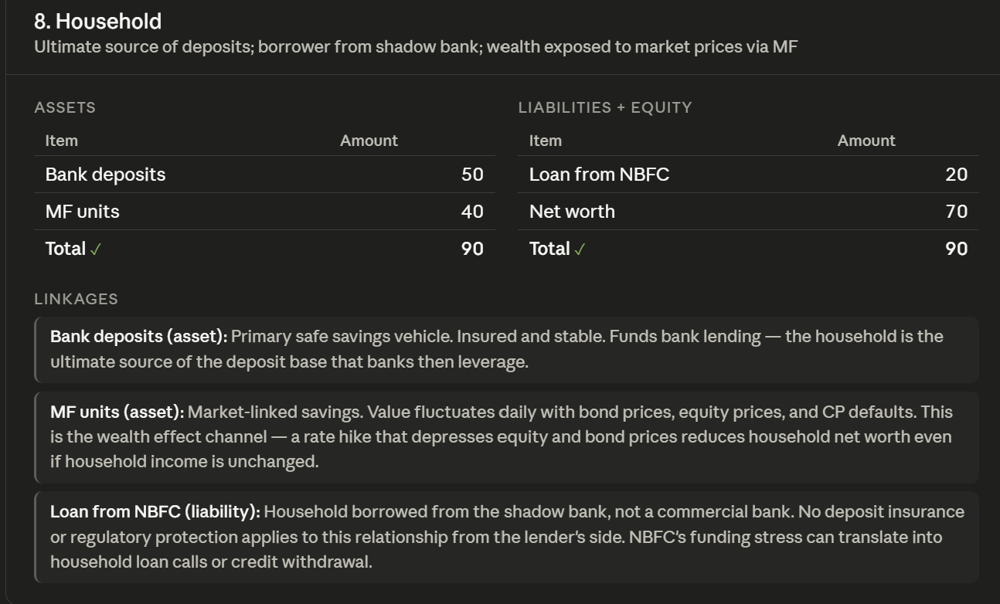 8. Household
Ultimate source of deposits; borrower from shadow bank; wealth exposed to market prices via MF
ASSETS
Item Amount
Bank deposits 50
MF units 40
Total ✓ 90
LIABILITIES + EQUITY
Item Amount
Loan from NBFC 20
Net worth 70
Total ✓ 90
LINKAGES
Bank deposits (asset): Primary safe savings vehicle. Insured and stable. Funds bank lending — the household is the
ultimate source of the deposit base that banks then leverage.
MF units (asset): Market-linked savings. Value fluctuates daily with bond prices, equity prices, and CP defaults. This
is the wealth effect channel — a rate hike that depresses equity and bond prices reduces household net worth even
if household income is unchanged.
Loan from NBFC (liability): Household borrowed from the shadow bank, not a commercial bank. No deposit insurance
or regulatory protection applies to this relationship from the lender's side. NBFC's funding stress can translate into
household loan calls or credit withdrawal.